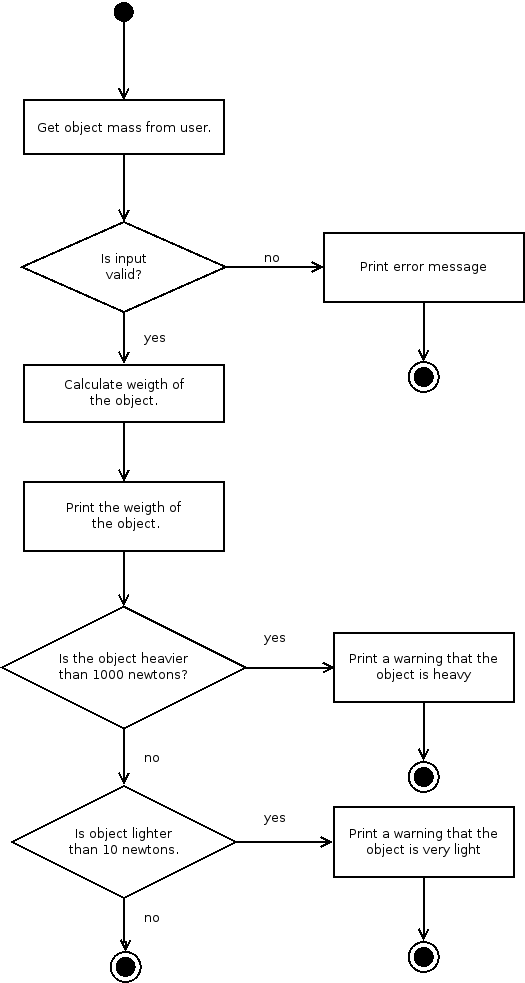 Get object mass from user.
Is input
valid?
no
Print error message
yes
Calculate weigth of
the object.
Print the weigth of
the object.
Is the object heavier
than 1000 newtons?
yes
Print a warning that the
object is heavy
no
Is object lighter
than 10 newtons.
yes
Print a warning that the
object is very light
no